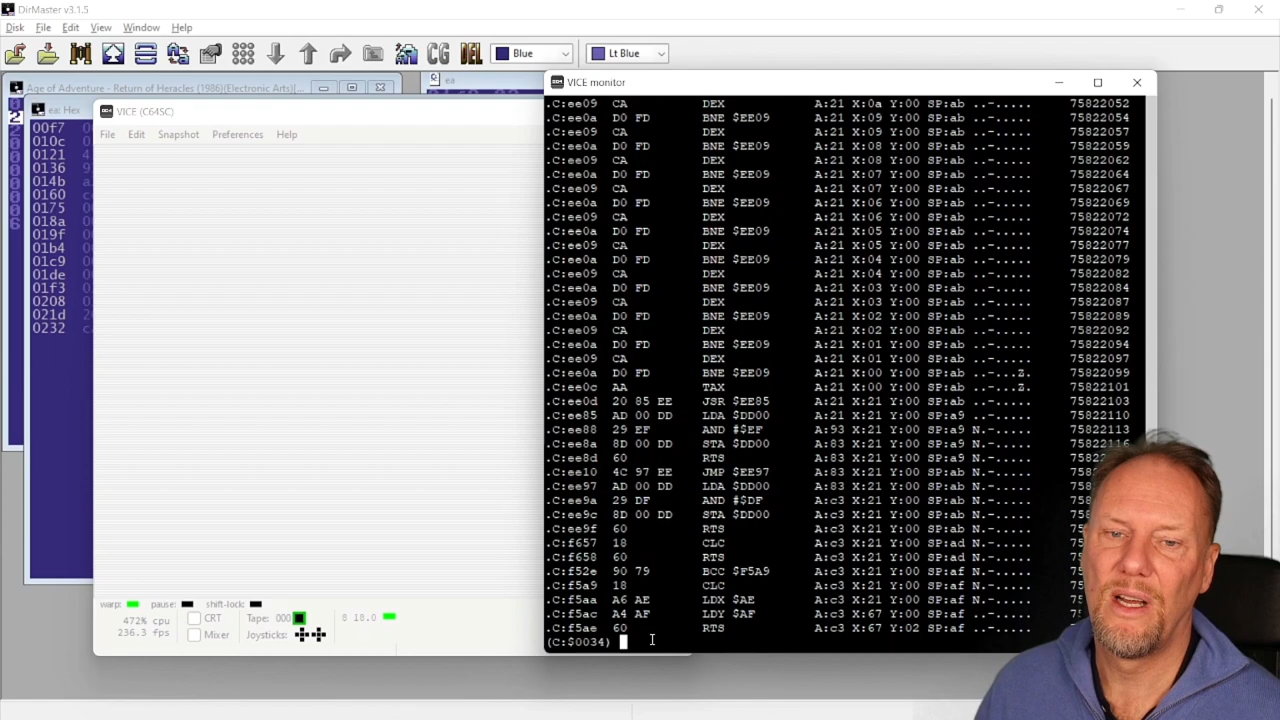 DirMaster v3.1.5
Disk File Edit View Window Help
CG DEL Blue Lt Blue
Age of Adventure - Return of Heracles (1986)(Electronic Arts)(
ea
ea: Hex
00f7
010c
0121
0136
014b
0160
0175
018a
019f
01b4
01c9
01de
01f3
0208
021d
0232
VICE (C64SC)
File Edit Snapshot Preferences Help
warp: pause: shift-lock:
472% cpu
236.3 fps
CRT
Mixer
Tape: 000
Joysticks:
8 18.0
VICE monitor
.C:ee09 CA DEX A:21 X:0a Y:00 SP:ab ..-..... 75822052
.C:ee0a D0 FD BNE $EE09 A:21 X:09 Y:00 SP:ab ..-..... 75822054
.C:ee09 CA DEX A:21 X:09 Y:00 SP:ab ..-..... 75822057
.C:ee0a D0 FD BNE $EE09 A:21 X:08 Y:00 SP:ab ..-..... 75822059
.C:ee09 CA DEX A:21 X:08 Y:00 SP:ab ..-..... 75822062
.C:ee0a D0 FD BNE $EE09 A:21 X:07 Y:00 SP:ab ..-..... 75822064
.C:ee09 CA DEX A:21 X:07 Y:00 SP:ab ..-..... 75822067
.C:ee0a D0 FD BNE $EE09 A:21 X:06 Y:00 SP:ab ..-..... 75822069
.C:ee09 CA DEX A:21 X:06 Y:00 SP:ab ..-..... 75822072
.C:ee0a D0 FD BNE $EE09 A:21 X:05 Y:00 SP:ab ..-..... 75822074
.C:ee09 CA DEX A:21 X:05 Y:00 SP:ab ..-..... 75822077
.C:ee0a D0 FD BNE $EE09 A:21 X:04 Y:00 SP:ab ..-..... 75822079
.C:ee09 CA DEX A:21 X:04 Y:00 SP:ab ..-..... 75822082
.C:ee0a D0 FD BNE $EE09 A:21 X:03 Y:00 SP:ab ..-..... 75822084
.C:ee09 CA DEX A:21 X:03 Y:00 SP:ab ..-..... 75822087
.C:ee0a D0 FD BNE $EE09 A:21 X:02 Y:00 SP:ab ..-..... 75822089
.C:ee09 CA DEX A:21 X:02 Y:00 SP:ab ..-..... 75822092
.C:ee0a D0 FD BNE $EE09 A:21 X:01 Y:00 SP:ab ..-..... 75822094
.C:ee09 CA DEX A:21 X:01 Y:00 SP:ab ..-..... 75822097
.C:ee0a D0 FD BNE $EE09 A:21 X:00 Y:00 SP:ab ..-...Z. 75822099
.C:ee0c AA TAX A:21 X:00 Y:00 SP:ab ..-...Z. 75822101
.C:ee0d 20 85 EE JSR $EE85 A:21 X:21 Y:00 SP:ab ..-..... 75822103
.C:ee85 AD 00 DD LDA $DD00 A:21 X:21 Y:00 SP:a9 ..-..... 75822110
.C:ee88 29 EF AND #$EF A:93 X:21 Y:00 SP:a9 N.-..... 75822113
.C:ee8a 8D 00 DD STA $DD00 A:83 X:21 Y:00 SP:a9 N.-..... 75822116
.C:ee8d 60 RTS A:83 X:21 Y:00 SP:a9 N.-.....
.C:ee10 4C 97 EE JMP $EE97 A:83 X:21 Y:00 SP:ab N.-.....
.C:ee97 AD 00 DD LDA $DD00 A:83 X:21 Y:00 SP:ab N.-.....
.C:ee9a 29 DF AND #$DF A:c3 X:21 Y:00 SP:ab N.-.....
.C:ee9c 8D 00 DD STA $DD00 A:c3 X:21 Y:00 SP:ab N.-.....
.C:ee9f 60 RTS A:c3 X:21 Y:00 SP:ab N.-.....
.C:f657 18 CLC A:c3 X:21 Y:00 SP:ad N.-.....
.C:f658 60 RTS A:c3 X:21 Y:00 SP:ad N.-.....
.C:f52e 90 79 BCC $F5A9 A:c3 X:21 Y:00 SP:af N.-.....
.C:f5a9 18 CLC A:c3 X:21 Y:00 SP:af N.-.....
.C:f5aa A6 AE LDX $AE A:c3 X:21 Y:00 SP:af N.-.....
.C:f5ac A4 AF LDY $AF A:c3 X:67 Y:00 SP:af ..-.....
.C:f5ae 60 RTS A:c3 X:67 Y:02 SP:af ..-.....
(C:$0034)